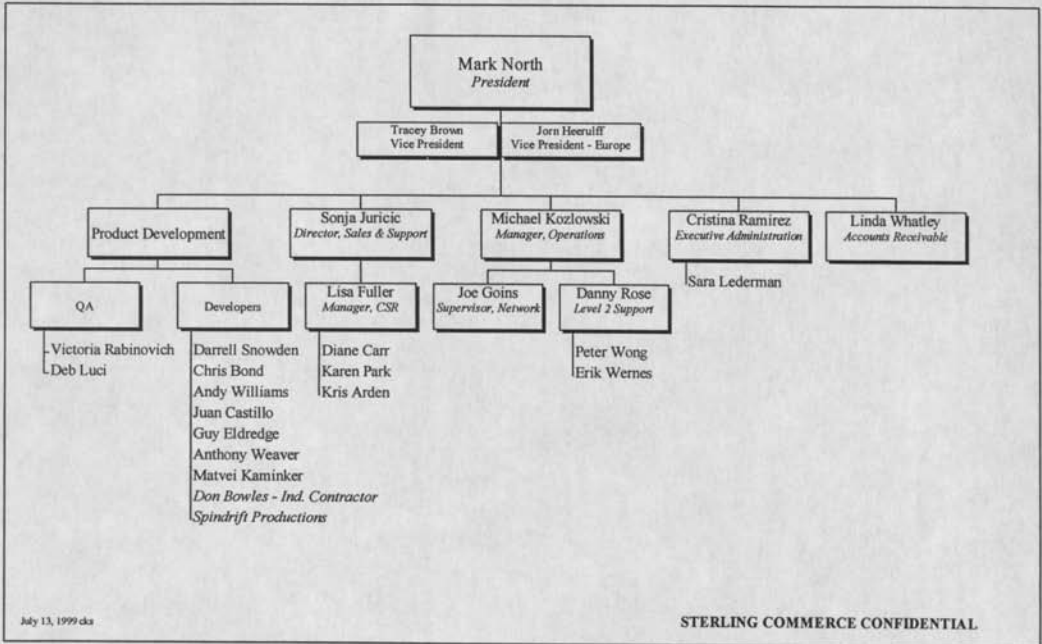 Mark North
President
Tracey Brown
Vice President
Jorn Heerulff
Vice President - Europe
Product Development
Sonja Juricic
Director, Sales & Support
Michael Kozlowski
Manager, Operations
Cristina Ramirez
Executive Administration
Linda Whatley
Accounts Receivable
QA
Developers
Lisa Fuller
Manager, CSR
Joe Goins
Supervisor, Network
Danny Rose
Level 2 Support
Sara Lederman
Victoria Rabinovich
Deb Luci
Darrell Snowden
Chris Bond
Andy Williams
Juan Castillo
Guy Eldredge
Anthony Weaver
Matvei Kaminker
Don Bowles - Ind. Contractor
Spindrift Productions
Diane Carr
Karen Park
Kris Arden
Peter Wong
Erik Wernes
July 13, 1999 cks
STERLING COMMERCE CONFIDENTIAL